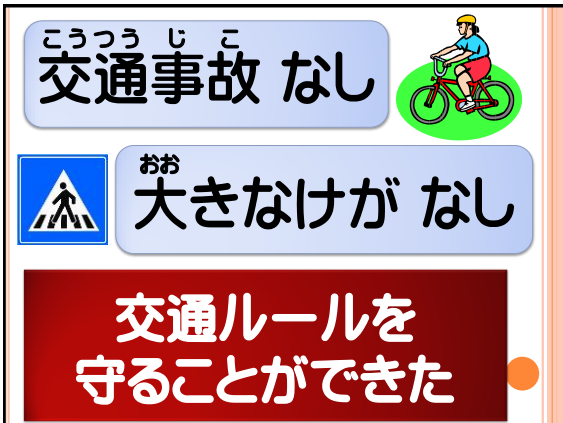 こうつう じ こ
交通事故 なし
おお
大きなけが なし
交通ルールを
守ることができた